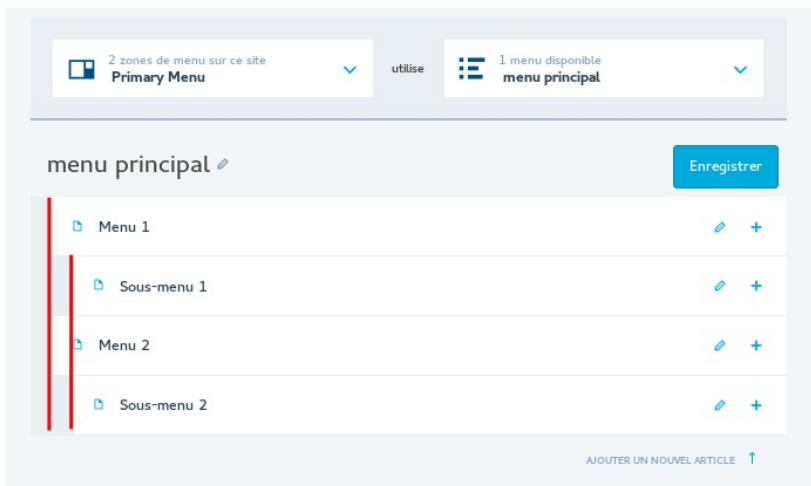 2 zones de menu sur ce site
Primary Menu
utilise
1 menu disponible
menu principal
menu principal
Enregistrer
Menu 1
Sous-menu 1
Menu 2
Sous-menu 2
AJOUTER UN NOUVEL ARTICLE